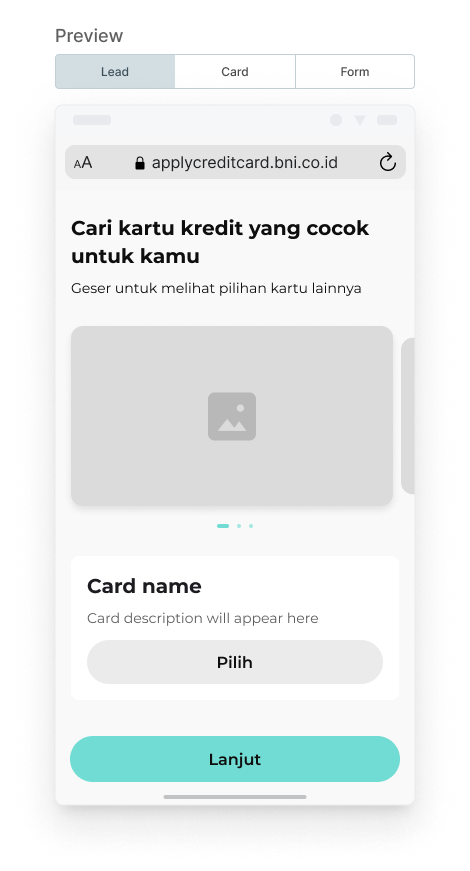 Preview
Lead Card Form
AA applycreditcard.bni.co.id
Cari kartu kredit yang cocok
untuk kamu
Geser untuk melihat pilihan kartu lainnya
Card name
Card description will appear here
Pilih
Lanjut